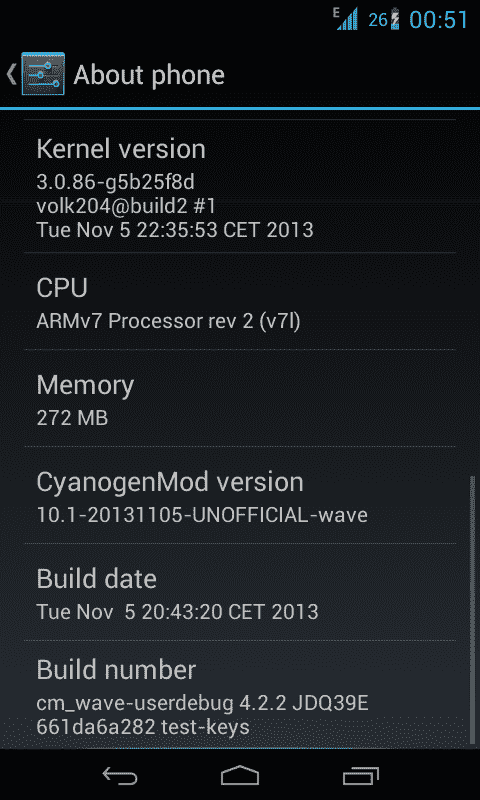 E 26 00:51
About phone
Kernel version
3.0.86-g5b25f8d
volk204@build2 #1
Tue Nov 5 22:35:53 CET 2013
CPU
ARMv7 Processor rev 2 (v7l)
Memory
272 MB
CyanogenMod version
10.1-20131105-UNOFFICIAL-wave
Build date
Tue Nov  5 20:43:20 CET 2013
Build number
cm_wave-userdebug 4.2.2 JDQ39E
661da6a282 test-keys